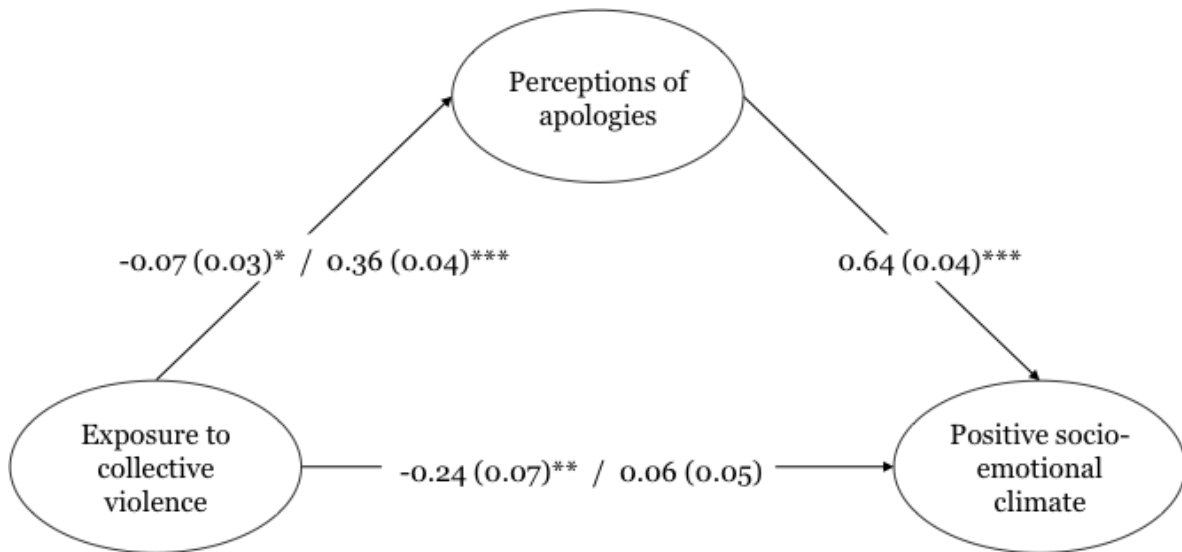 Perceptions of
apologies
-0.07 (0.03)* / 0.36 (0.04)***
0.64 (0.04)***
Exposure to
collective
violence
-0.24 (0.07)** / 0.06 (0.05)
Positive socio-
emotional
climate